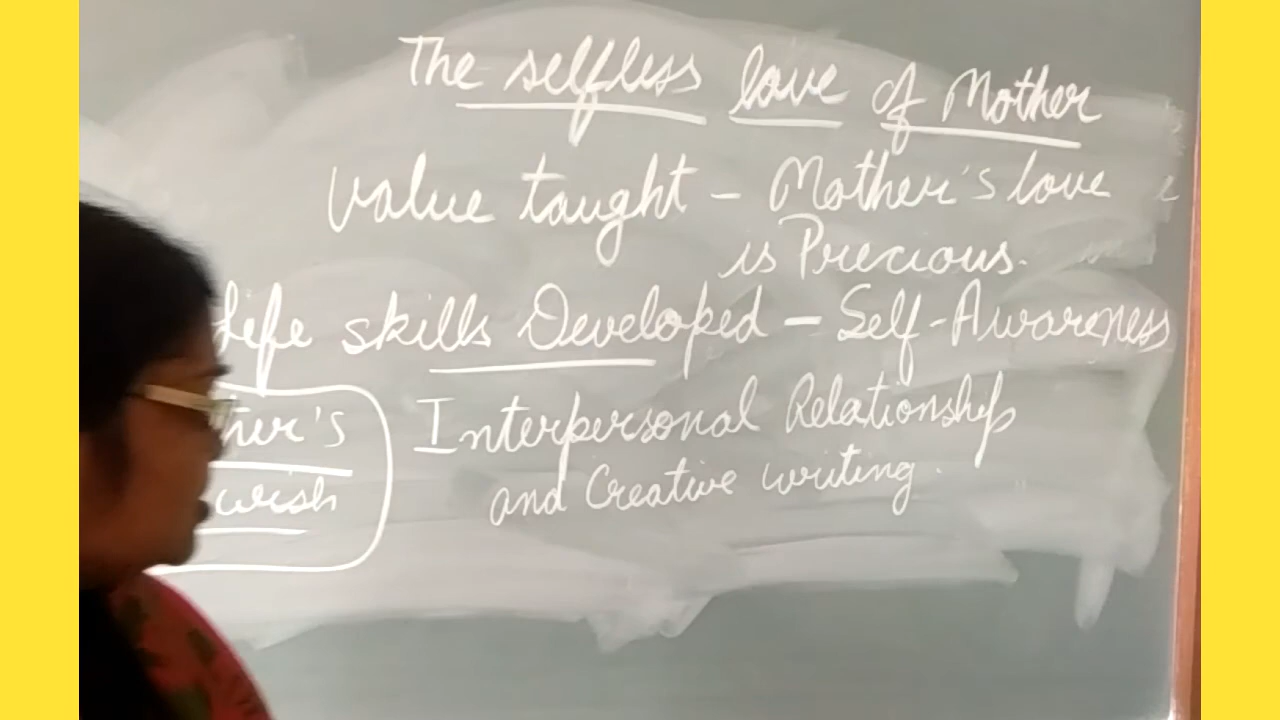 The selfless love of Mother
Value taught - Mother's love
is Precious.
Life skills Developed - Self-Awareness
Interpersonal Relationship
and Creative writing.
wish